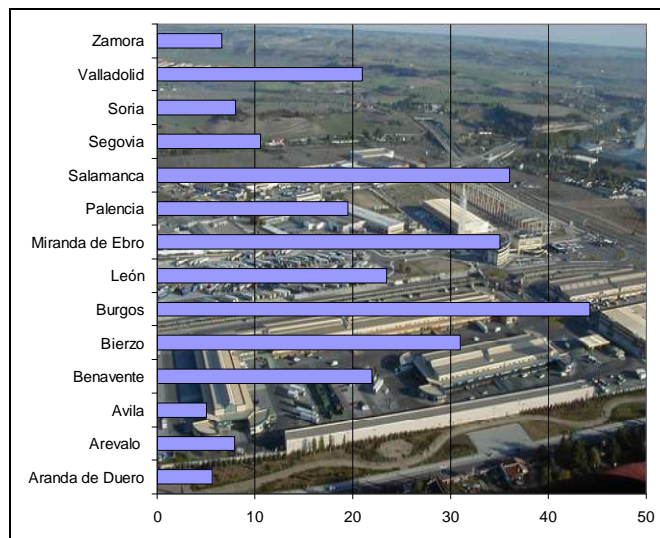 Zamora
Valladolid
Soria
Segovia
Salamanca
Palencia
Miranda de Ebro
León
Burgos
Bierzo
Benavente
Avila
Arevalo
Aranda de Duero
0 10 20 30 40 50